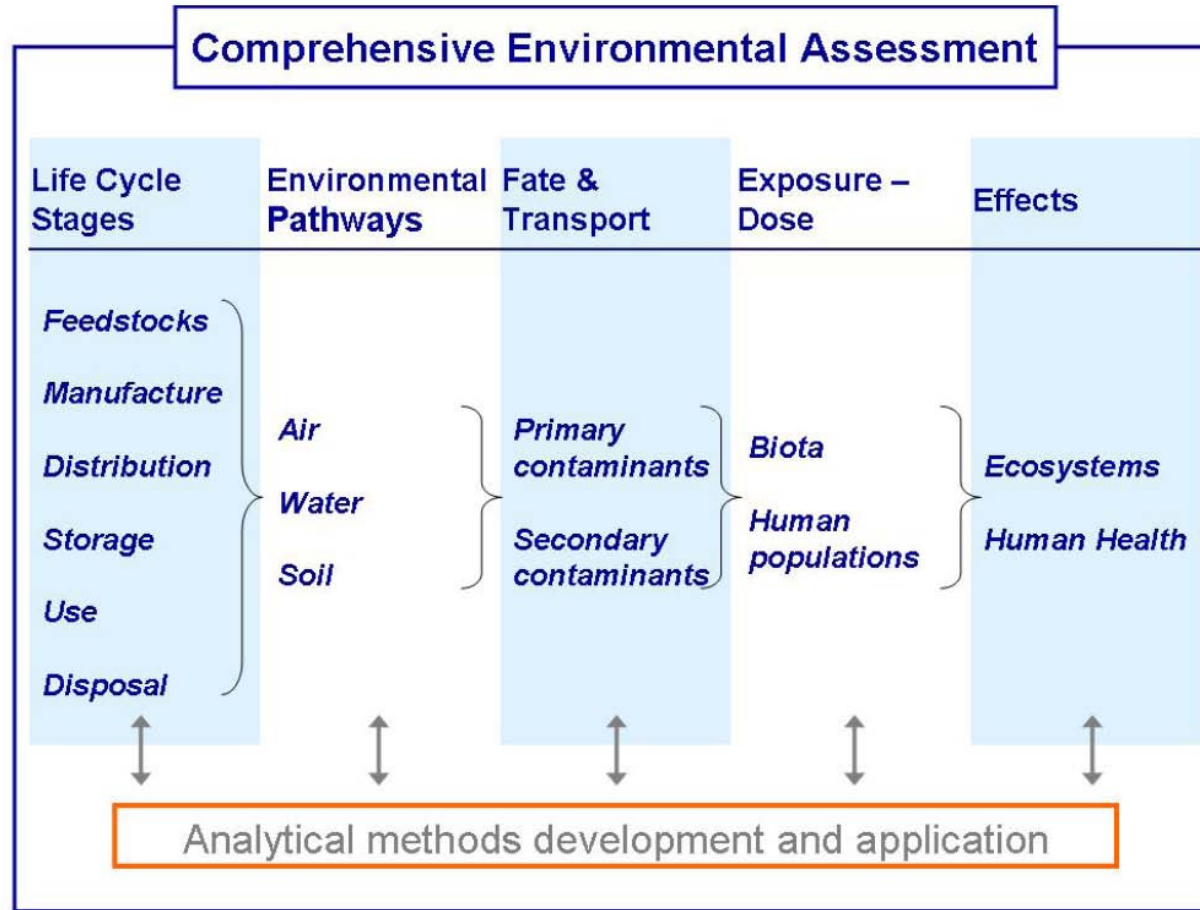 Comprehensive Environmental Assessment
Life Cycle
Stages
Environmental
Pathways
Fate &
Transport
Exposure –
Dose
Effects
Feedstocks
Manufacture
Distribution
Storage
Use
Disposal
Air
Water
Soil
Primary
contaminants
Secondary
contaminants
Biota
Human
populations
Ecosystems
Human Health
Analytical methods development and application